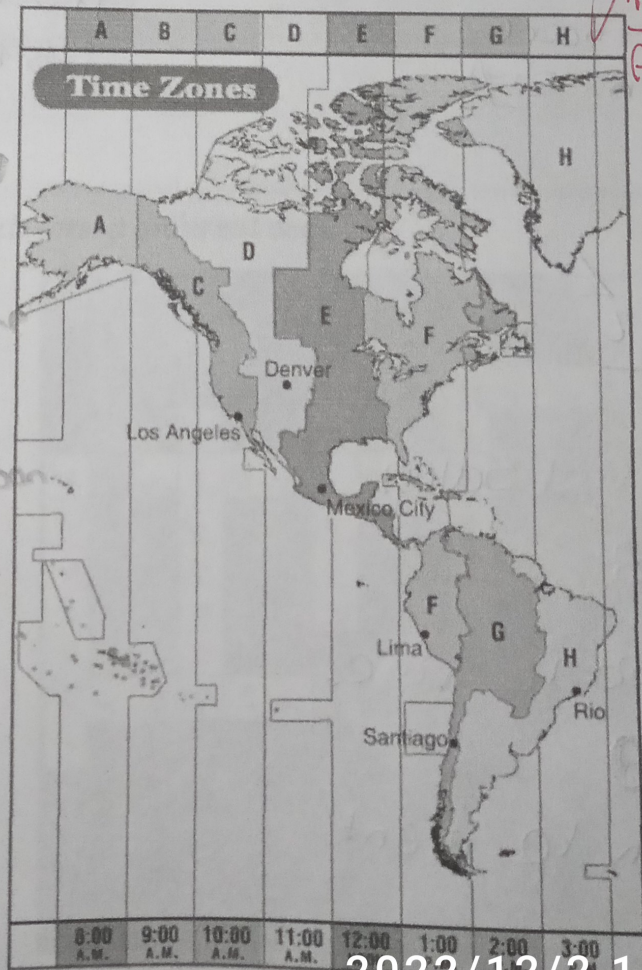 A B C D E F G H
Time Zones
H
A
D
C
E
F
Denver
Los Angeles
Mexico City
F
G
Lima
H
Rio
Santiago
8:00 9:00 10:00 11:00 12:00 1:00 2:00 3:00
A.M. A.M. A.M. A.M.